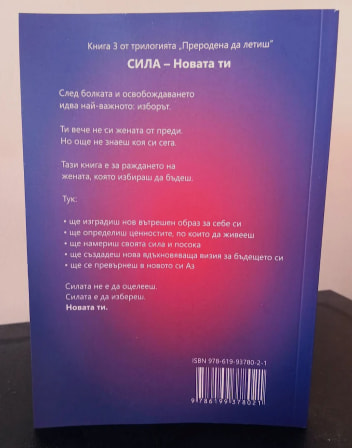 Книга 3 от трилогията „Преродена да летиш"
СИЛА – Новата ти
След болката и освобождаването
идва най-важното: изборът.
Ти вече не си жената от преди.
Но още не знаеш коя си сега.
Тази книга е за раждането на
жената, която избираш да бъдеш.
Тук:
• ще изградиш нов вътрешен образ за себе си
• ще определиш ценностите, по които да живееш
• ще намериш своята сила и посока
• ще създадеш нова вдъхновяваща визия за бъдещето си
• ще се превърнеш в новото си Аз
Силата не е да оцелееш.
Силата е да избереш.
Новата ти.
ISBN 978-619-93780-2-1
9 786199 378021